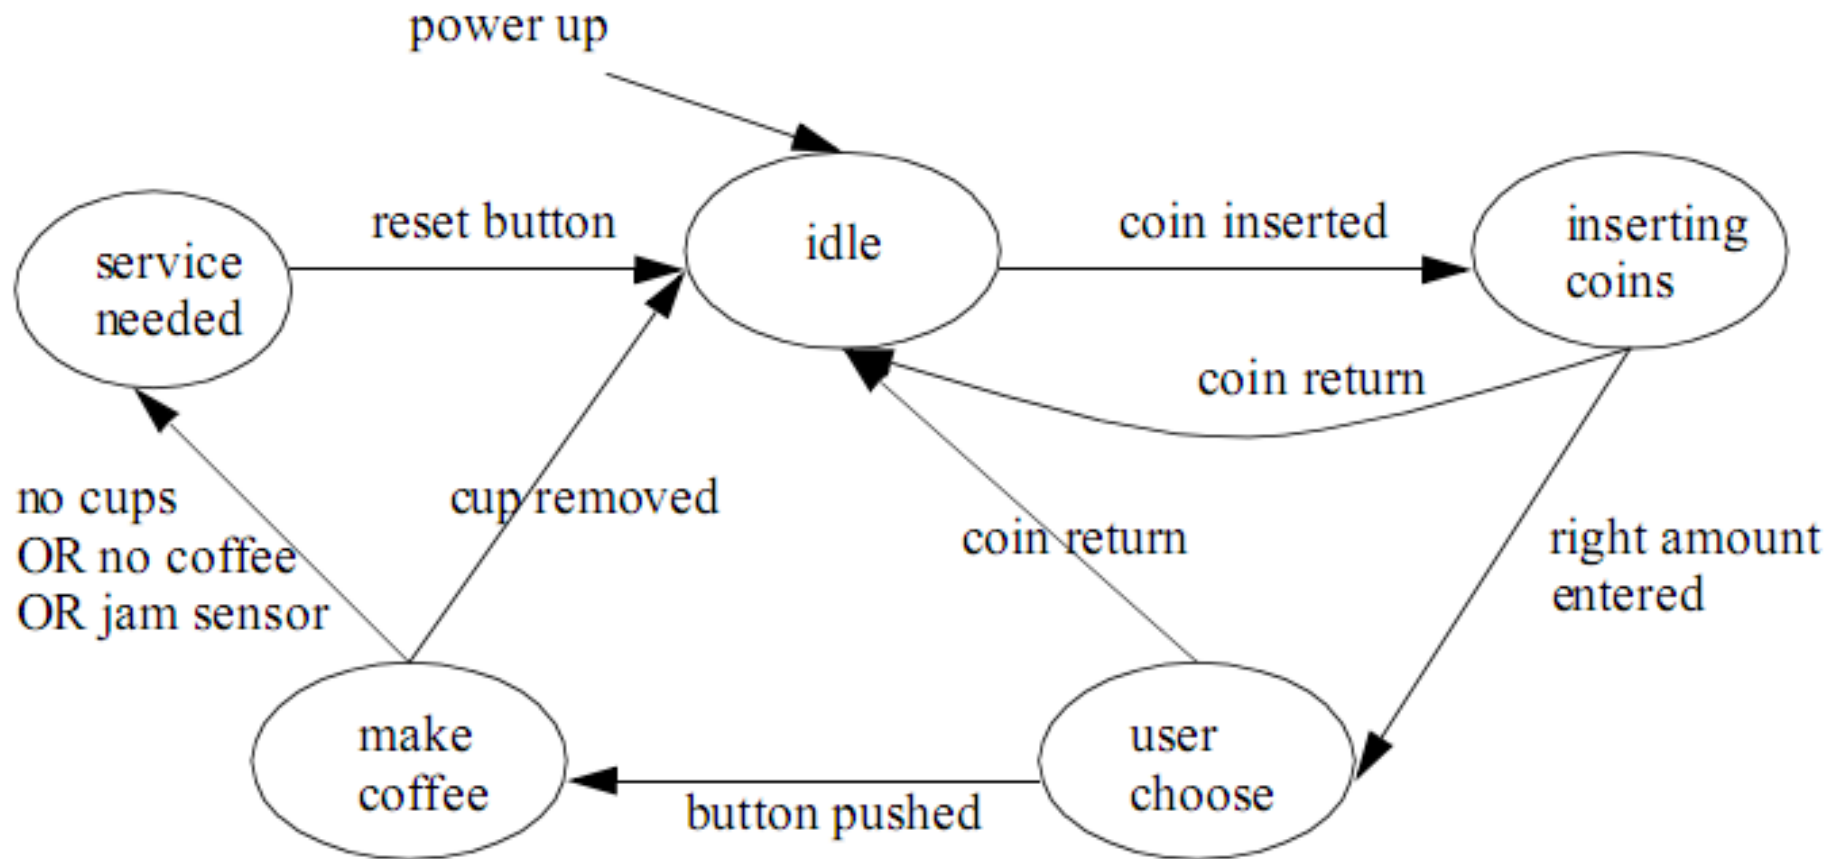 power up
reset button
idle
coin inserted
inserting
coins
service
needed
coin return
no cups
OR no coffee
OR jam sensor
cup removed
coin return
right amount
entered
make
coffee
button pushed
user
choose